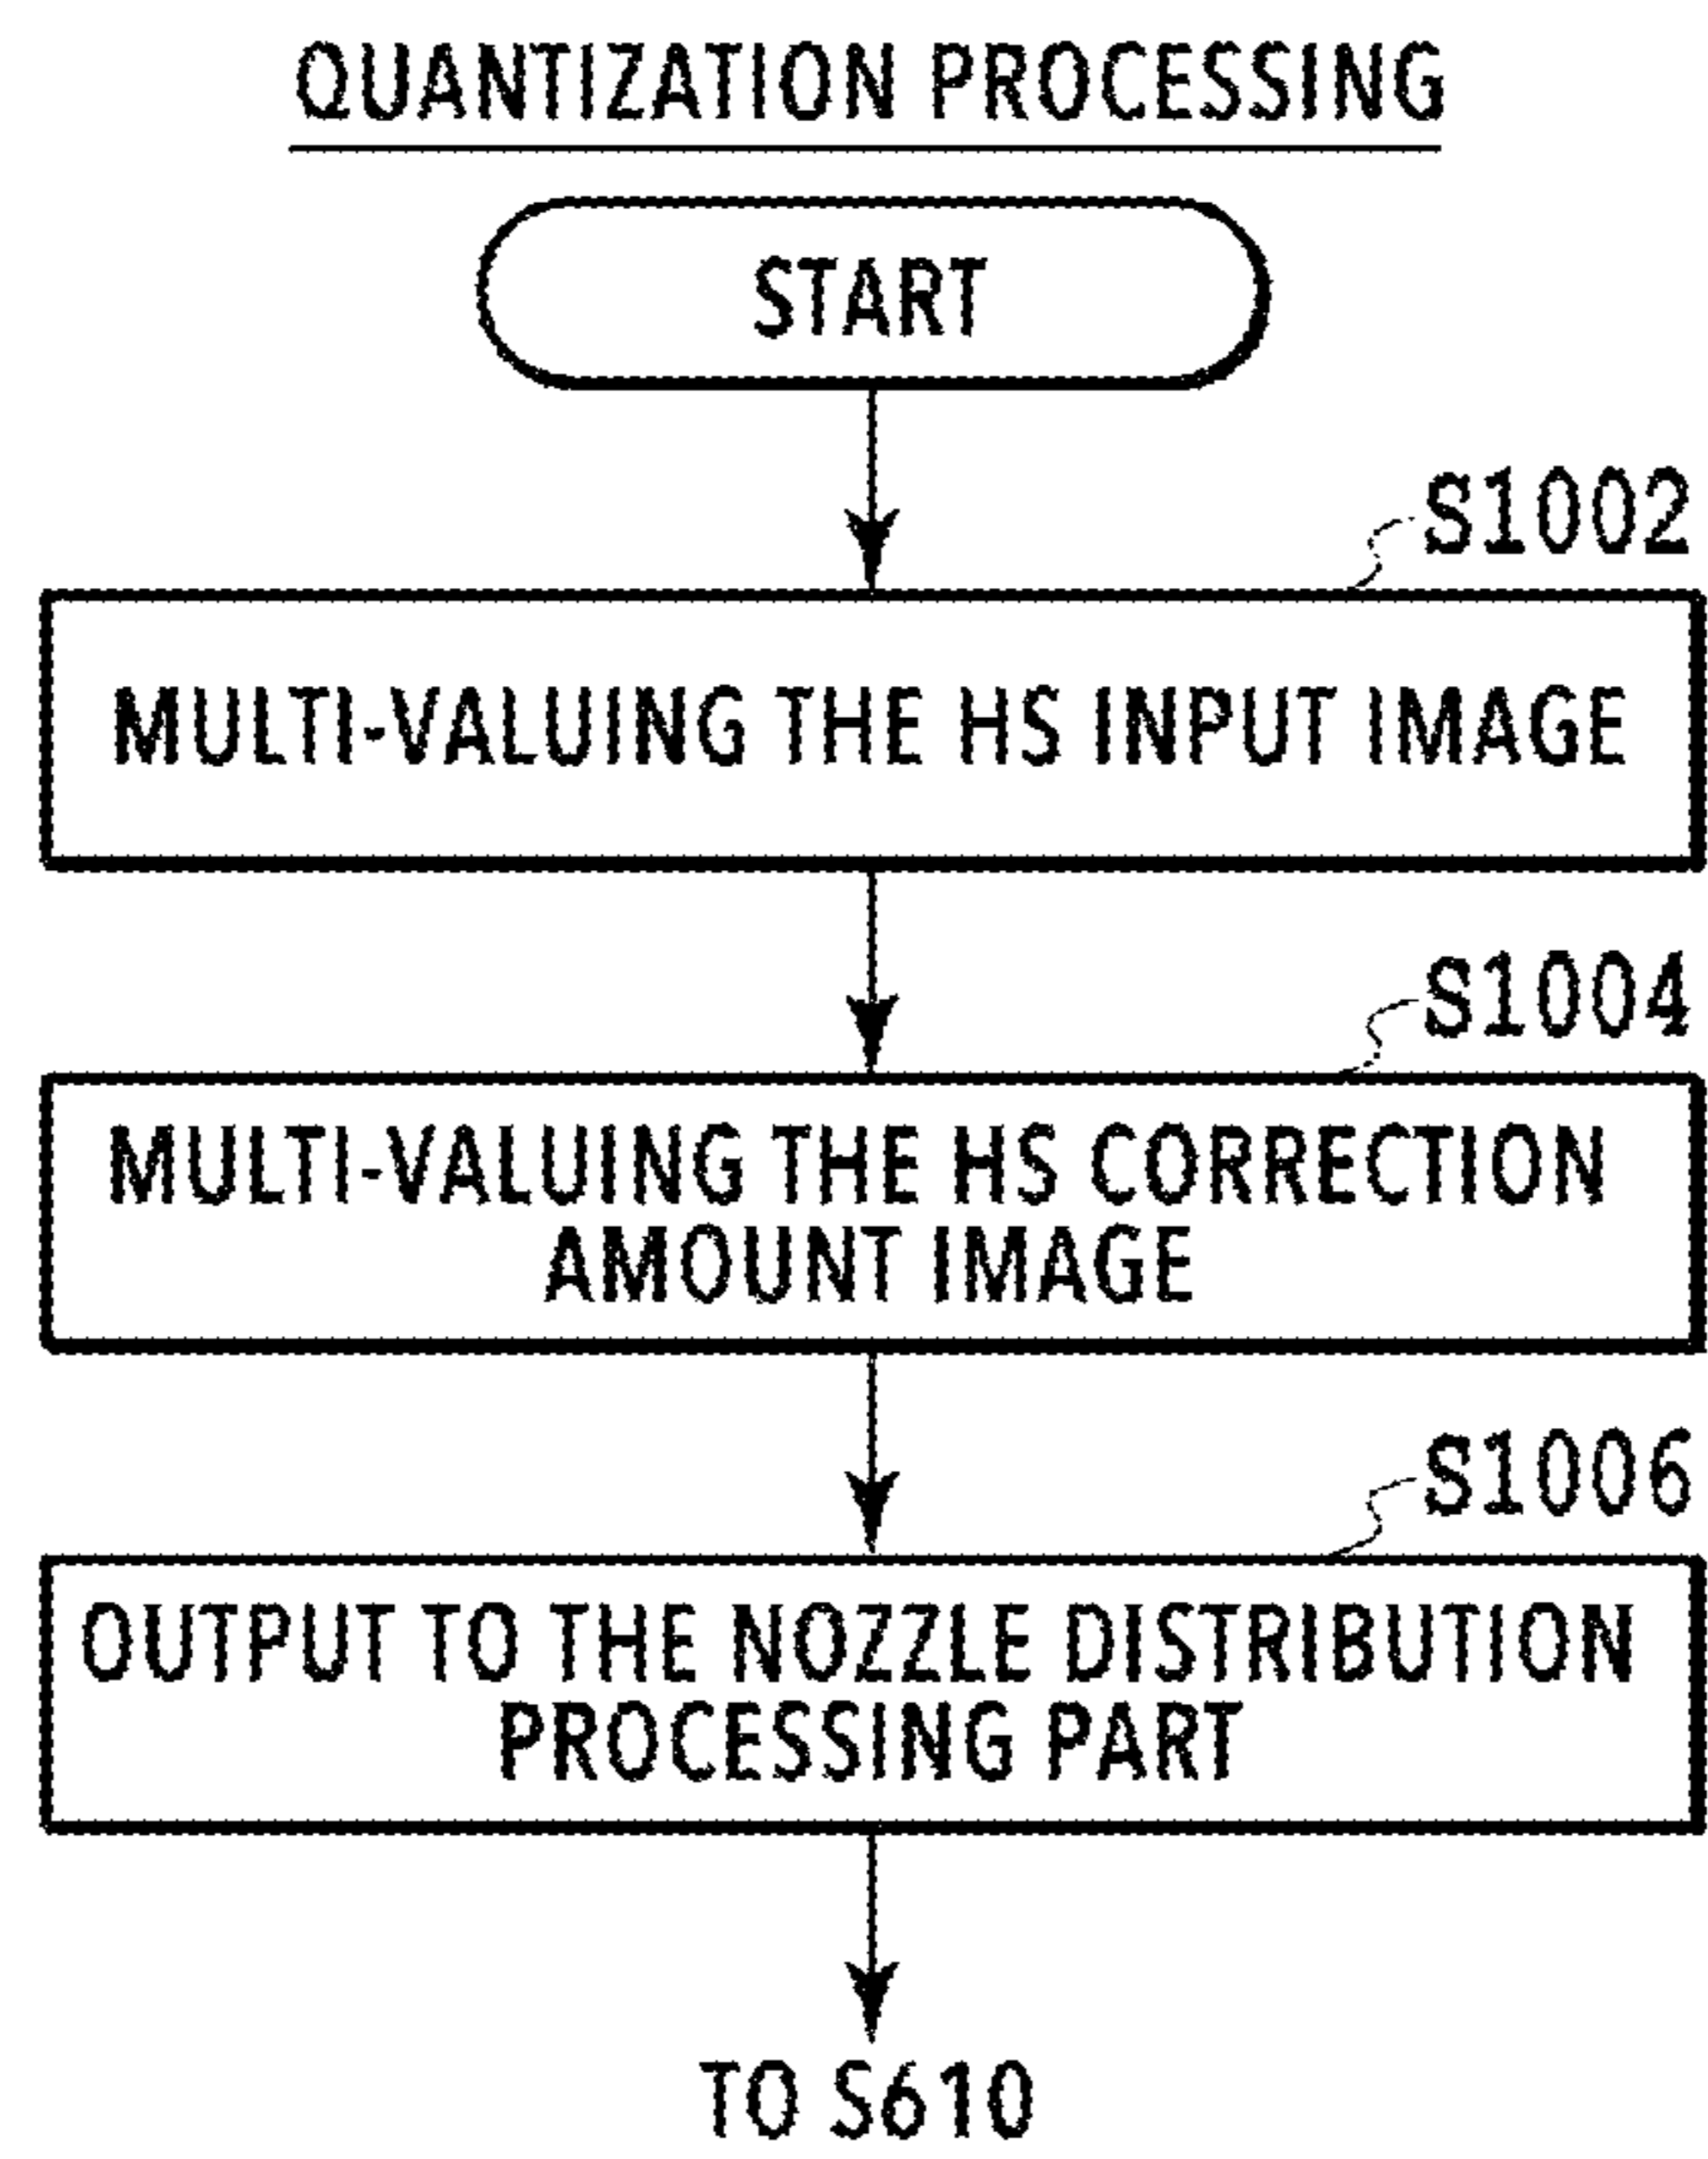 QUANTIZATION PROCESSING
START
S1002
MULTI-VALUING THE HS INPUT IMAGE
S1004
MULTI-VALUING THE HS CORRECTION
AMOUNT IMAGE
S1006
OUTPUT TO THE NOZZLE DISTRIBUTION
PROCESSING PART
TO S610